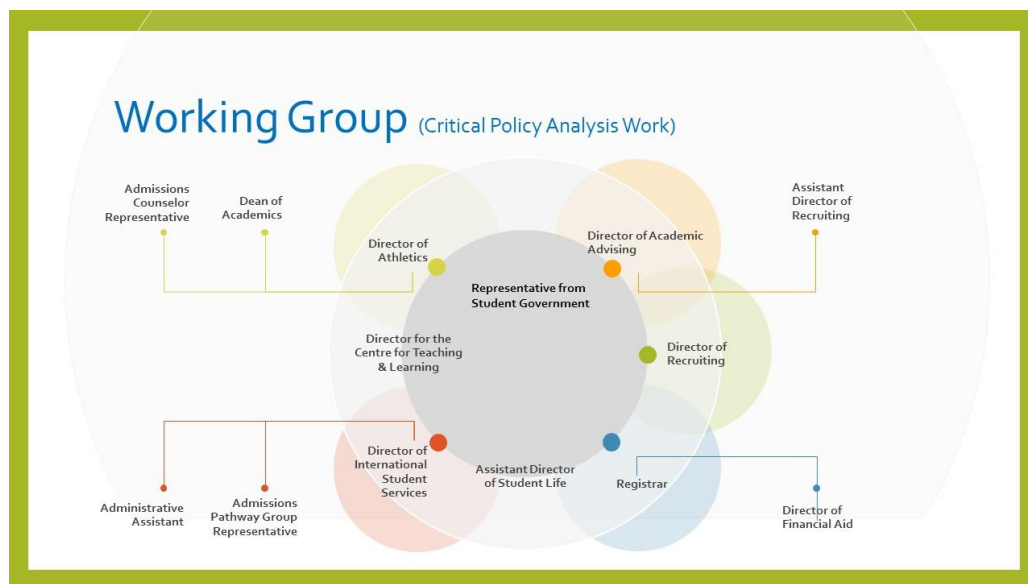 Working Group (Critical Policy Analysis Work)
Admissions
Counselor
Representative
Dean of
Academics
Director of
Athletics
Director of Academic
Advising
Assistant
Director of
Recruiting
Representative from
Student Government
Director for the
Centre for Teaching
& Learning
Director of
Recruiting
Director of
International
Student
Services
Assistant Director
of Student Life
Registrar
Administrative
Assistant
Admissions
Pathway Group
Representative
Director of
Financial Aid